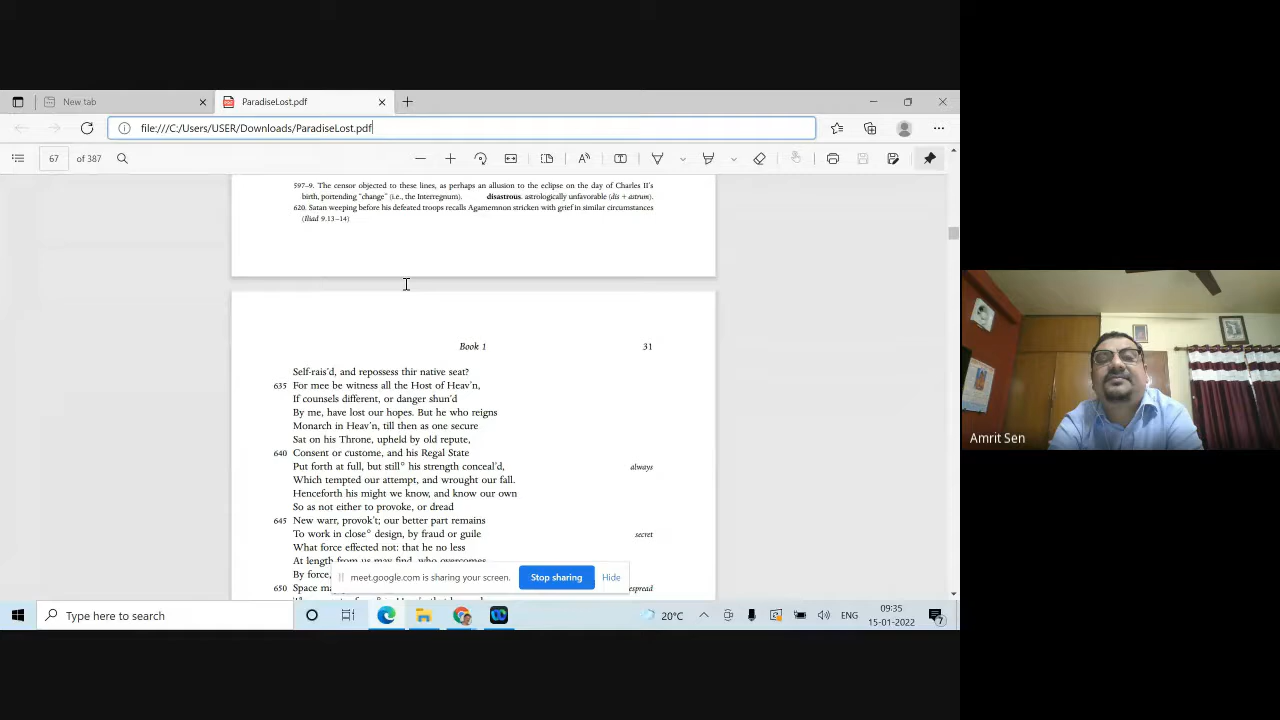 New tab
ParadiseLost.pdf
file:///C:/Users/USER/Downloads/ParadiseLost.pdf
67 of 387
597–9. The censor objected to these lines, as perhaps an allusion to the eclipse on the day of Charles II's
birth, portending "change" (i.e., the Interregnum). disastrous. astrologically unfavorable (dis + astrum).
620. Satan weeping before his defeated troops recalls Agamemnon stricken with grief in similar circumstances
(Iliad 9.13–14)
Book 1 31
Self-rais'd, and repossess thir native seat?
635 For mee be witness all the Host of Heav'n,
If counsels different, or danger shun'd
By me, have lost our hopes. But he who reigns
Monarch in Heav'n, till then as one secure
Sat on his Throne, upheld by old repute,
640 Consent or custome, and his Regal State
Put forth at full, but still° his strength conceal'd, always
Which tempted our attempt, and wrought our fall.
Henceforth his might we know, and know our own
So as not either to provoke, or dread
645 New warr, provok't; our better part remains
To work in close° design, by fraud or guile secret
What force effected not: that he no less
At length from us may find, who overcomes
By force,
650 Space ma espread
meet.google.com is sharing your screen. Stop sharing Hide
Amrit Sen
Type here to search
20°C
ENG
09:35
15-01-2022
7